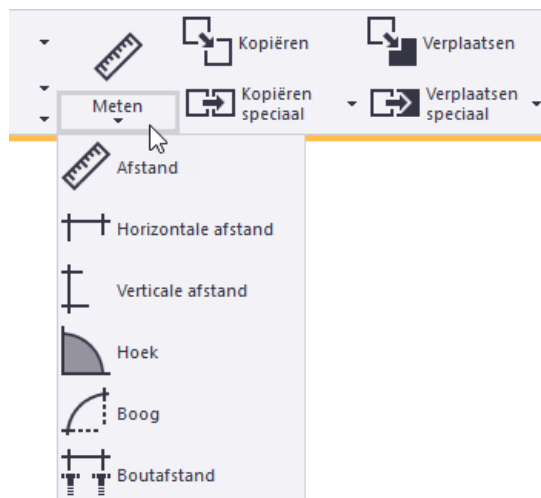 Kopiëren
Verplaatsen
Meten
Kopiëren
speciaal
Verplaatsen
speciaal
Afstand
Horizontale afstand
Verticale afstand
Hoek
Boog
Boutafstand